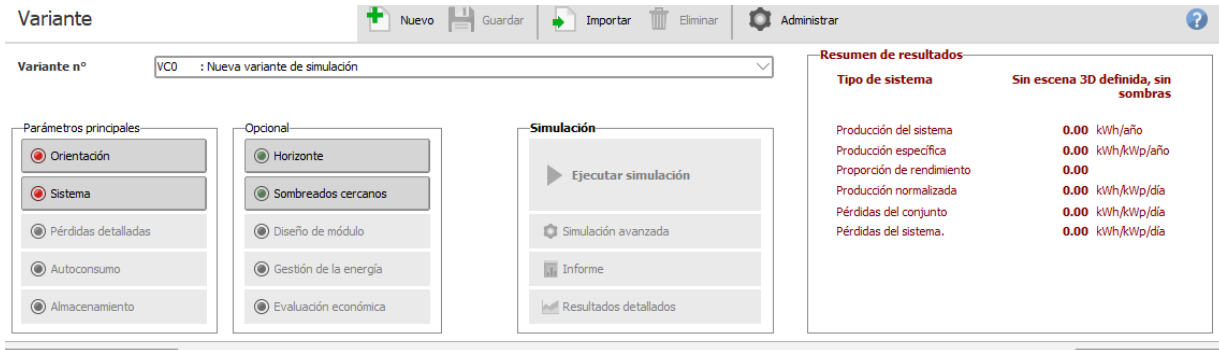 Variante
Nuevo Guardar Importar Eliminar Administrar ?
Variante n° VC0 : Nueva variante de simulación
Parámetros principales
Orientación
Sistema
Pérdidas detalladas
Autoconsumo
Almacenamiento
Opcional
Horizonte
Sombreados cercanos
Diseño de módulo
Gestión de la energía
Evaluación económica
Simulación
Ejecutar simulación
Simulación avanzada
Informe
Resultados detallados
Resumen de resultados
Tipo de sistema Sin escena 3D definida, sin
sombras
Producción del sistema 0.00 kWh/año
Producción específica 0.00 kWh/kWp/año
Proporción de rendimiento 0.00
Producción normalizada 0.00 kWh/kWp/día
Pérdidas del conjunto 0.00 kWh/kWp/día
Pérdidas del sistema. 0.00 kWh/kWp/día